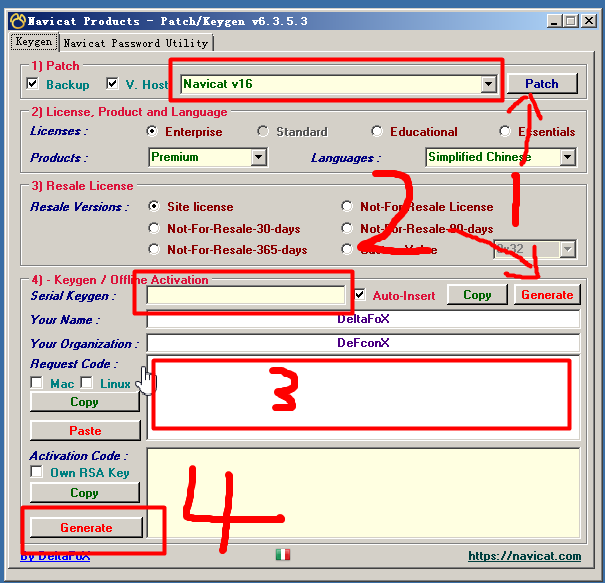 Navicat Products - Patch/Keygen v6.3.5.3
Keygen Navicat Password Utility
1) Patch
Backup V. Host Navicat v16 Patch
2) License, Product and Language
Licenses : Enterprise Standard Educational Essentials
Products : Premium Languages : Simplified Chinese
3) Resale License
Resale Versions : Site license Not-For-Resale License
Not-For-Resale-30-days Not-For-Resale-90-days
Not-For-Resale-365-days Value 0x32
2
1
4) - Keygen / Offline Activation
Serial Keygen : Auto-Insert Copy Generate
Your Name : DeltaFoX
Your Organization : DeFconX
Request Code :
Mac Linux
Copy
Paste
3
Activation Code :
Own RSA Key
Copy
Generate
4
by DeltaFoX https://navicat.com